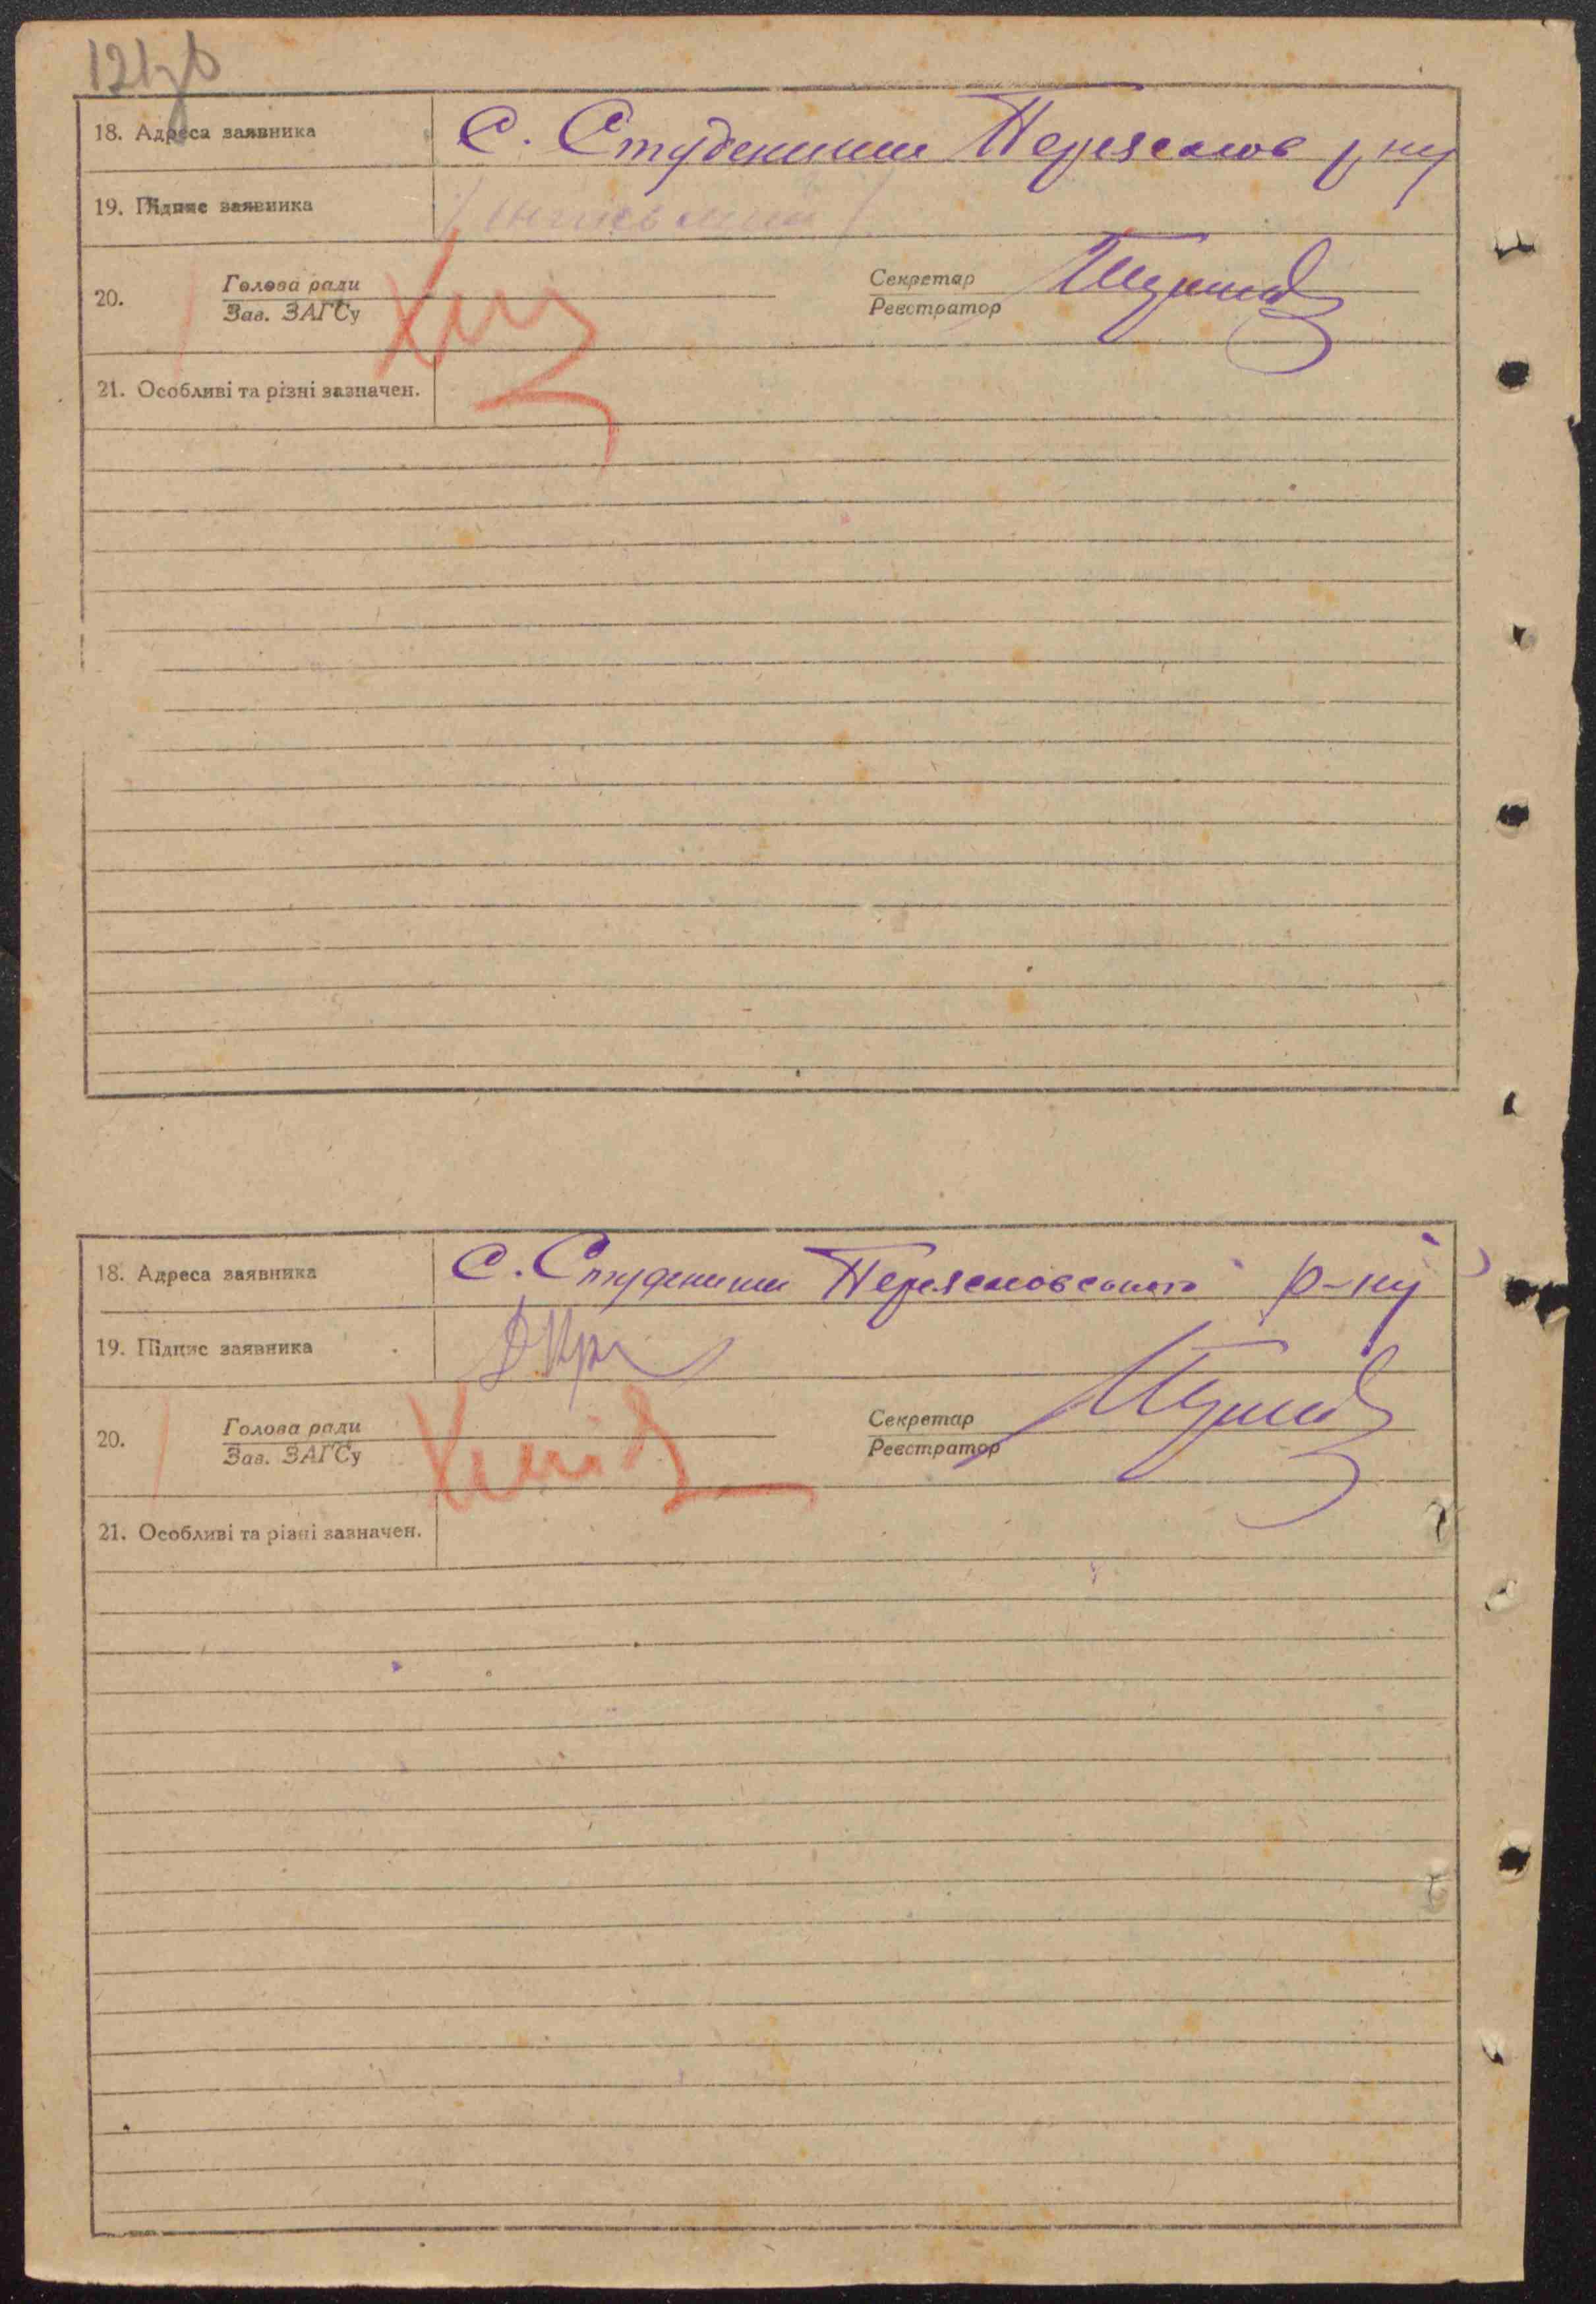 121зв
18. Адреса заявника С. Студеники Переяслов р-ну
19. Підпис заявника
20. Голова ради
Зав. ЗАГСу
Секретар
Реєстратор
21. Особливі та різні зазначен.
18. Адреса заявника С. Студеники Переясловського р-ну
19. Підпис заявника
20. Голова ради
Зав. ЗАГСу
Секретар
Реєстратор
21. Особливі та різні зазначен.